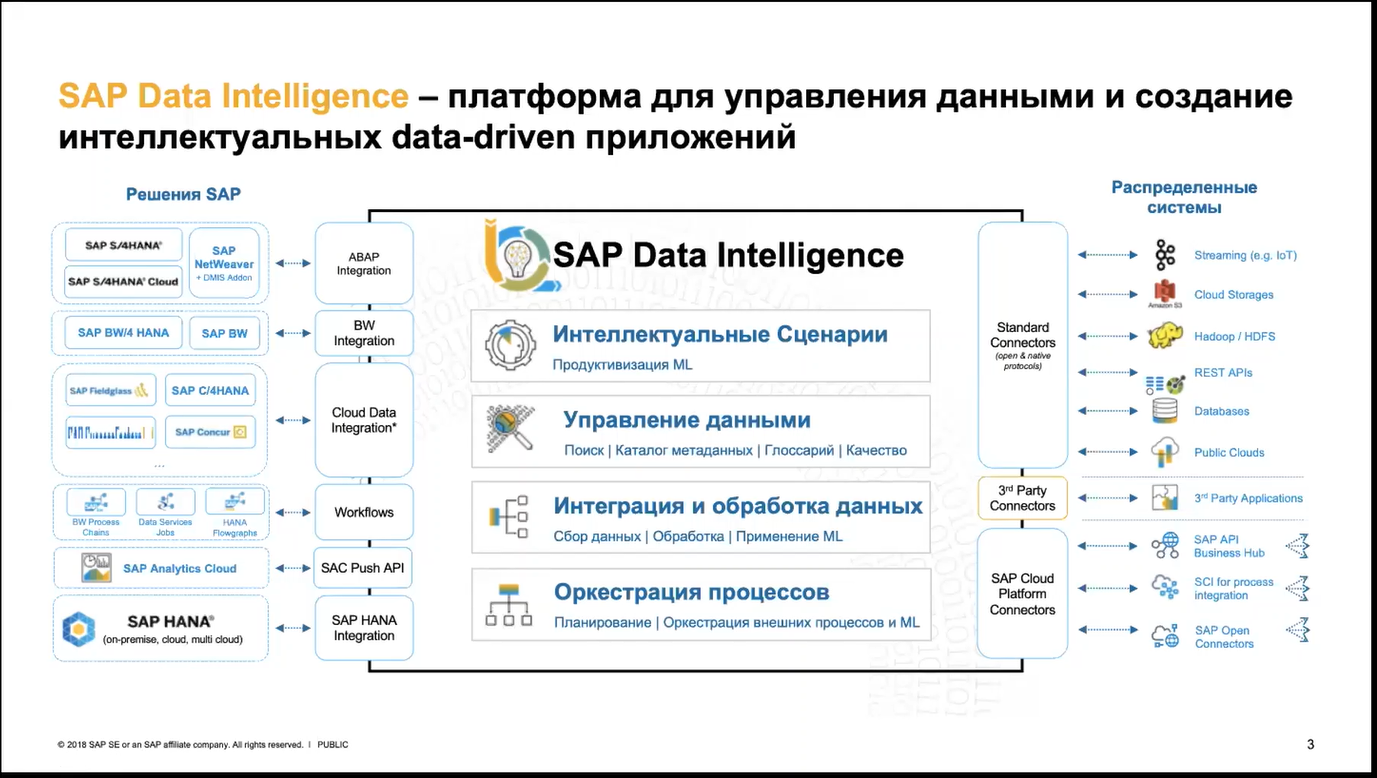 SAP Data Intelligence – платформа для управления данными и создание
интеллектуальных data-driven приложений
Решения SAP
SAP S/4HANA®
SAP S/4HANA® Cloud
SAP
NetWeaver
+ DMIS Addon
SAP BW/4 HANA
SAP BW
SAP Fieldglass
SAP C/4HANA
SAP Concur
...
BW Process
Chains
Data Services
Jobs
HANA
Flowgraphs
SAP Analytics Cloud
SAP HANA®
(on-premise, cloud, multi cloud)
ABAP
Integration
BW
Integration
Cloud Data
Integration*
Workflows
SAC Push API
SAP HANA
Integration
SAP Data Intelligence
Интеллектуальные Сценарии
Продуктивизация ML
Управление данными
Поиск | Каталог метаданных | Глоссарий | Качество
Интеграция и обработка данных
Сбор данных | Обработка | Применение ML
Оркестрация процессов
Планирование | Оркестрация внешних процессов и ML
Standard
Connectors
(open & native
protocols)
3rd Party
Connectors
SAP Cloud
Platform
Connectors
Распределенные
системы
Streaming (e.g. IoT)
Amazon S3
Cloud Storages
Hadoop / HDFS
REST APIs
Databases
Public Clouds
3rd Party Applications
SAP API
Business Hub
SCI for process
integration
SAP Open
Connectors
© 2018 SAP SE or an SAP affiliate company. All rights reserved. | PUBLIC
3